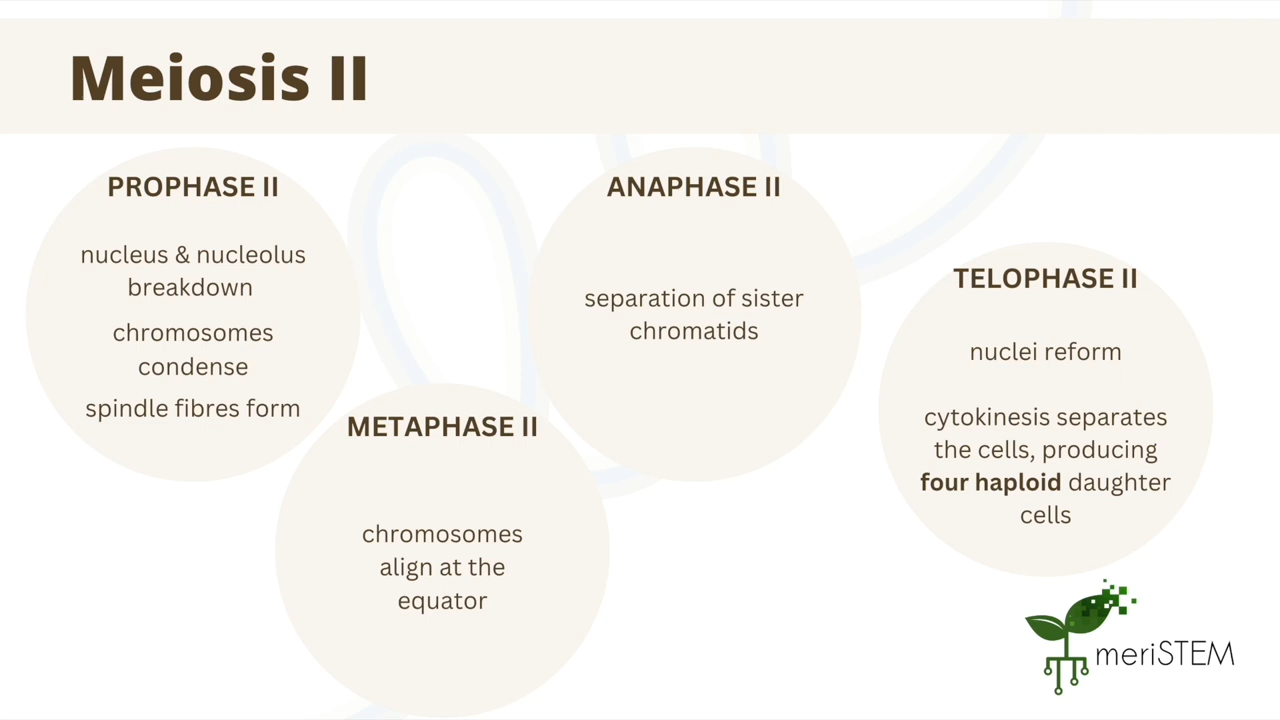 Meiosis II
PROPHASE II
nucleus & nucleolus
breakdown
chromosomes
condense
spindle fibres form
METAPHASE II
chromosomes
align at the
equator
ANAPHASE II
separation of sister
chromatids
TELOPHASE II
nuclei reform
cytokinesis separates
the cells, producing
four haploid daughter
cells
meriSTEM